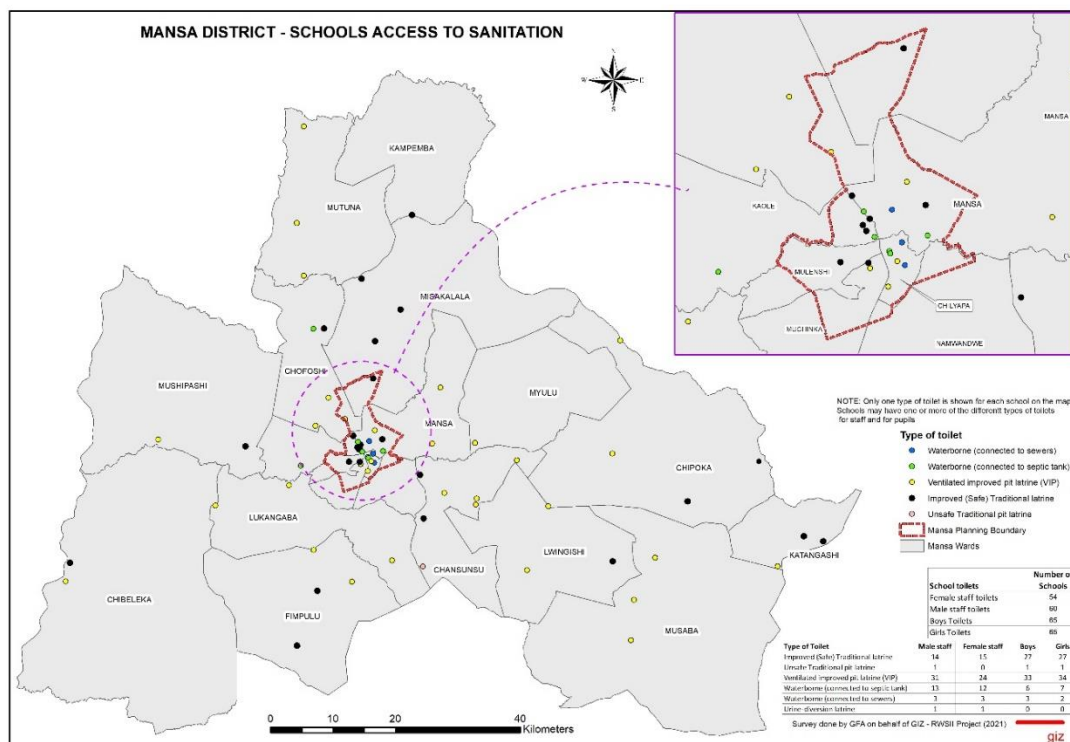 MANSA DISTRICT - SCHOOLS ACCESS TO SANITATION
N
W E
S
KAMPEMBA
MUTUNA
MISAKALALA
CHOFOSHI
MUSHIPASHI
MANSA
MYULU
CHIPOKA
LUKANGABA
LWINGISHI
KATANGASHI
CHANSUNSU
CHIBELEKA
FIMPULU
MUSABA
MANSA
KAOLE
MANSA
MULENSHI
CHILYAPA
MUCHINKA
NAMWANDWE
NOTE: Only one type of toilet is shown for each school on the map
Schools may have one or more of the different types of toilets
for staff and for pupils
Type of toilet
Waterborne (connected to sewers)
Waterborne (connected to septic tank)
Ventilated improved pit latrine (VIP)
Improved (Safe) Traditional latrine
Unsafe Traditional pit latrine
Mansa Planning Boundary
Mansa Wards
School toilets Number of Schools
Female staff toilets 54
Male staff toilets 60
Boys Toilets 65
Girls Toilets 66
Type of Toilet Male staff Female staff Boys Girls
Improved (Safe) Traditional latrine 14 15 27 27
Unsafe Traditional pit latrine 1 0 1 1
Ventilated improved pit latrine (VIP) 31 24 33 34
Waterborne (connected to septic tank) 13 12 6 7
Waterborne (connected to sewers) 3 3 3 2
Urine-diversion latrine 1 1 0 0
Survey done by GFA on behalf of GIZ - RWSII Project (2021)
giz
0 10 20 40
Kilometers